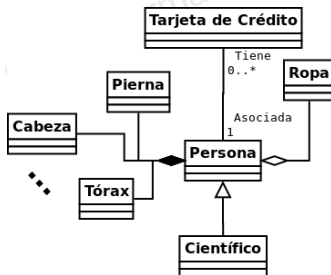 Tarjeta de Crédito
Tiene
0..*
Pierna
Ropa
Cabeza
Asociada
1
Persona
Tórax
Científico